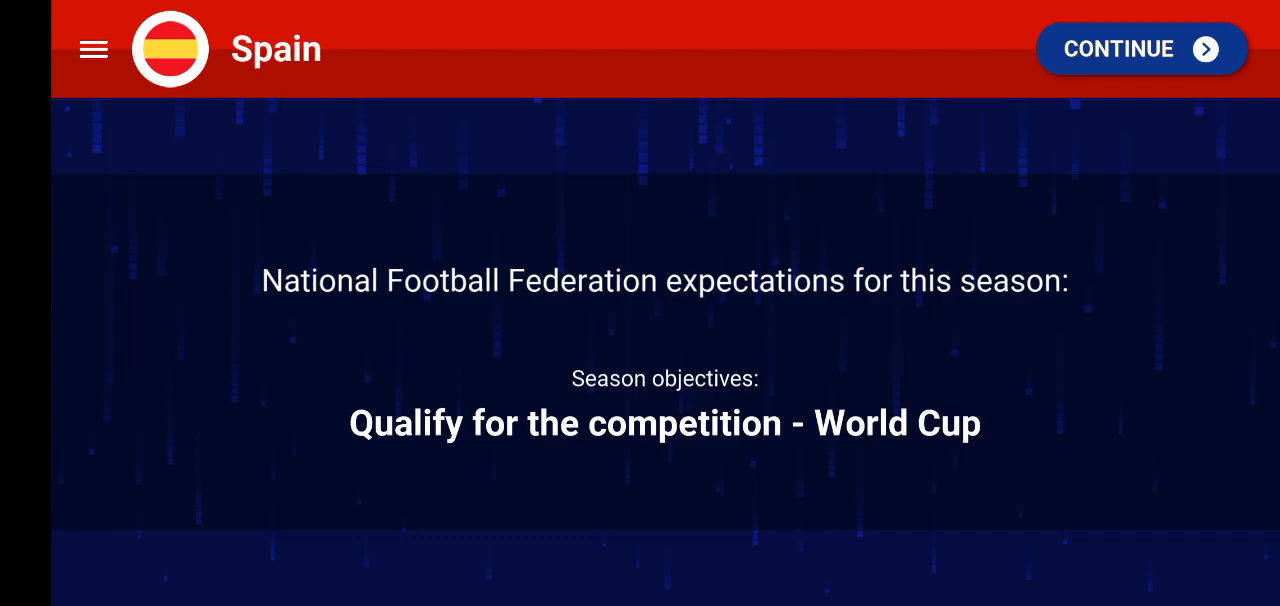 Spain
CONTINUE
National Football Federation expectations for this season:
Season objectives:
Qualify for the competition - World Cup